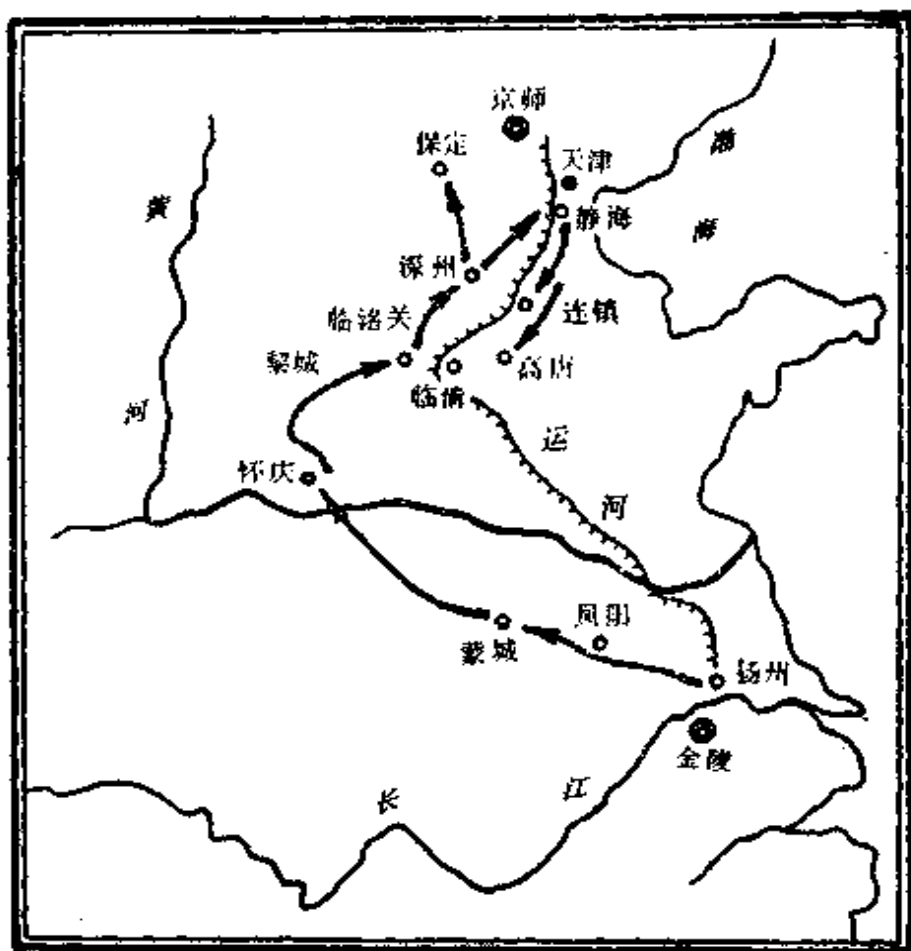 京师
保定
天津
渤海
静海
黄河
深州
连镇
临洺关
黎城
高唐
临清
运河
怀庆
凤阳
蒙城
扬州
金陵
长江